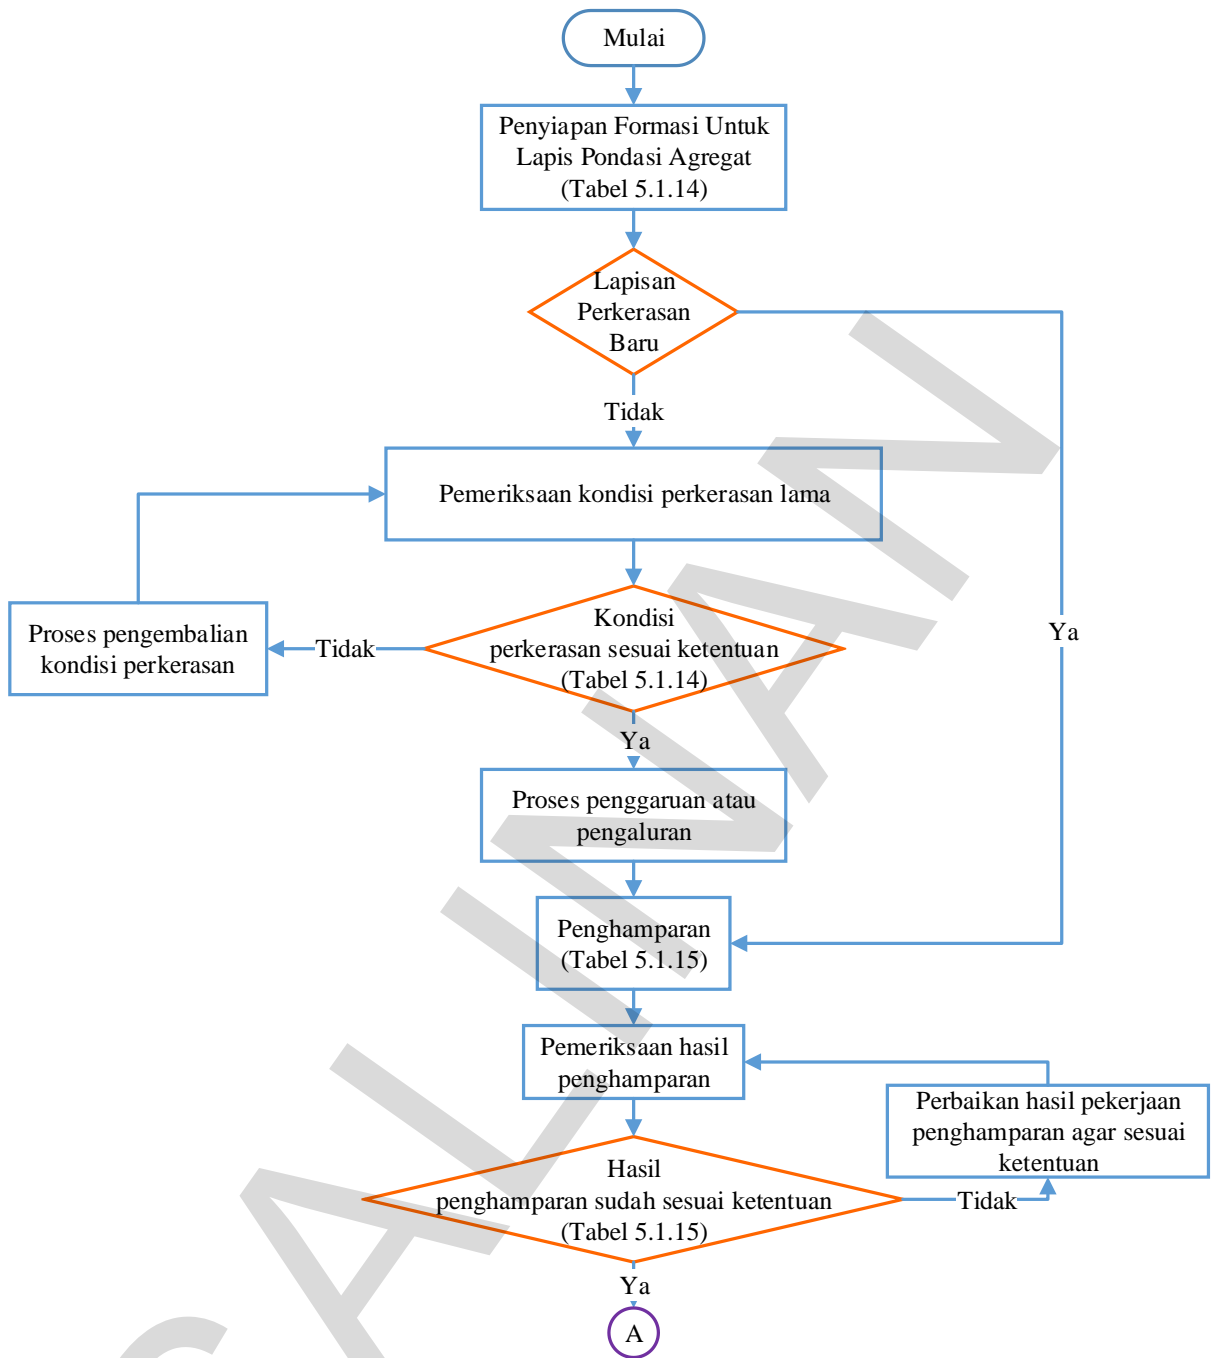 Mulai
Penyiapan Formasi Untuk
Lapis Pondasi Agregat
(Tabel 5.1.14)
Lapisan
Perkerasan
Baru
Tidak
Pemeriksaan kondisi perkerasan lama
Kondisi
perkerasan sesuai ketentuan
(Tabel 5.1.14)
Tidak
Proses pengembalian
kondisi perkerasan
Ya
Ya
Proses penggaruan atau
pengaluran
Penghamparan
(Tabel 5.1.15)
Pemeriksaan hasil
penghamparan
Perbaikan hasil pekerjaan
penghamparan agar sesuai
ketentuan
Hasil
penghamparan sudah sesuai ketentuan
(Tabel 5.1.15)
Tidak
Ya
A
SALINAN